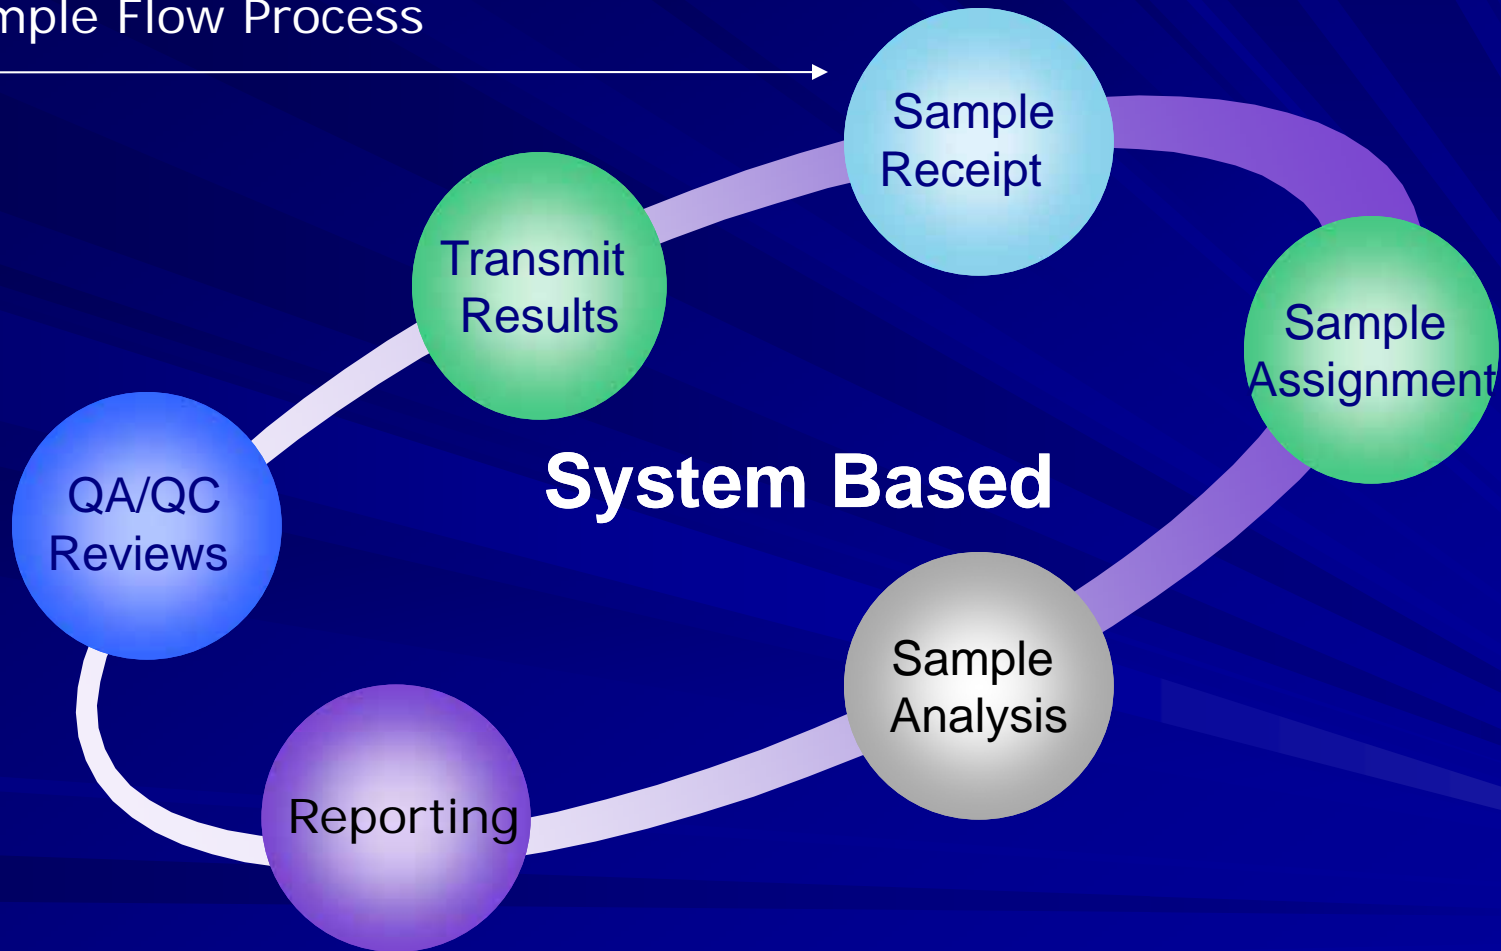 mple Flow Process
Sample
Receipt
Transmit
Results
Sample
Assignment
System Based
QA/QC
Reviews
Sample
Analysis
Reporting